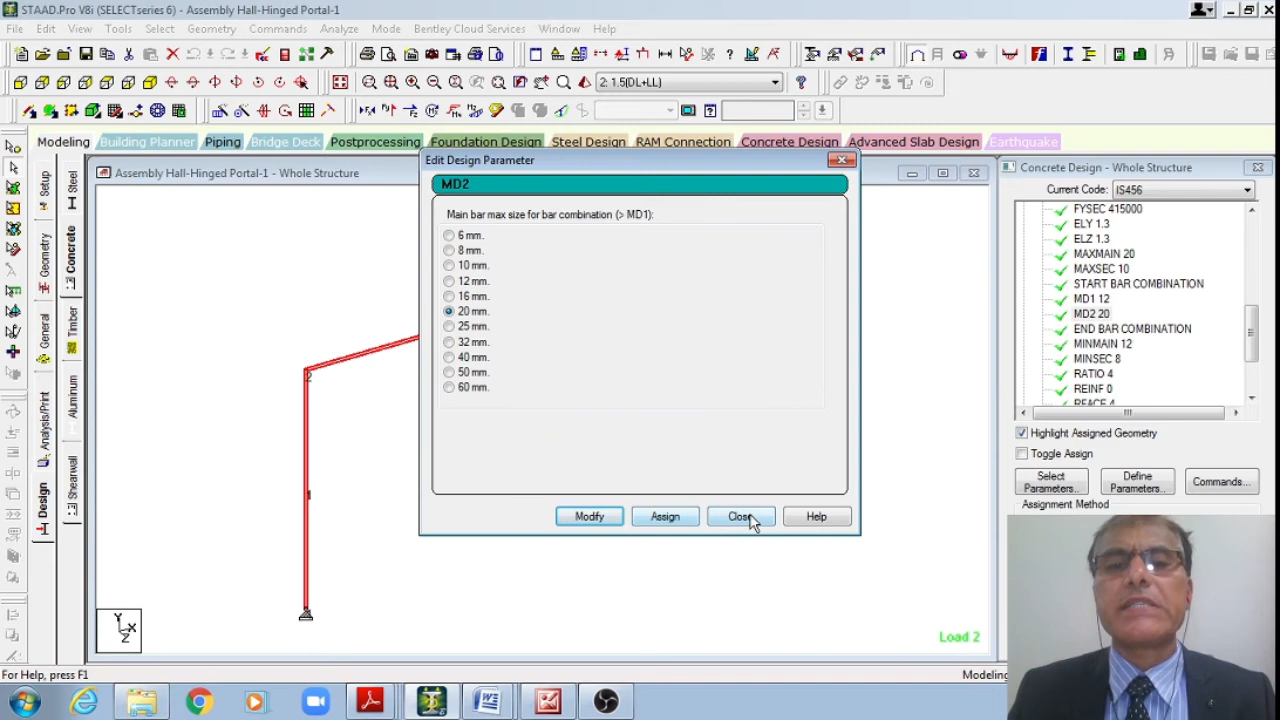 STAAD.Pro V8i (SELECTseries 6) - Assembly Hall-Hinged Portal-1
File Edit View Tools Select Geometry Commands Analyze Mode Bentley Cloud Services Window Help
2: 1.5(DL+LL)
Modeling Building Planner Piping Bridge Deck Postprocessing Foundation Design Steel Design RAM Connection Concrete Design Advanced Slab Design Earthquake
Setup
Geometry
General
Analysis/Print
Design
Steel
Concrete
Timber
Aluminum
Shearwall
Assembly Hall-Hinged Portal-1 - Whole Structure
2
1
Y
X
Z
Load 2
Edit Design Parameter
MD2
Main bar max size for bar combination (> MD1):
6 mm.
8 mm.
10 mm.
12 mm.
16 mm.
20 mm.
25 mm.
32 mm.
40 mm.
50 mm.
60 mm.
Modify Assign Close Help
Concrete Design - Whole Structure
Current Code: IS456
FYSEC 415000
ELY 1.3
ELZ 1.3
MAXMAIN 20
MAXSEC 10
START BAR COMBINATION
MD1 12
MD2 20
END BAR COMBINATION
MINMAIN 12
MINSEC 8
RATIO 4
REINF 0
RFACE 4
Highlight Assigned Geometry
Toggle Assign
Select Parameters..
Define Parameters..
Commands...
Assignment Method
For Help, press F1
Modeling